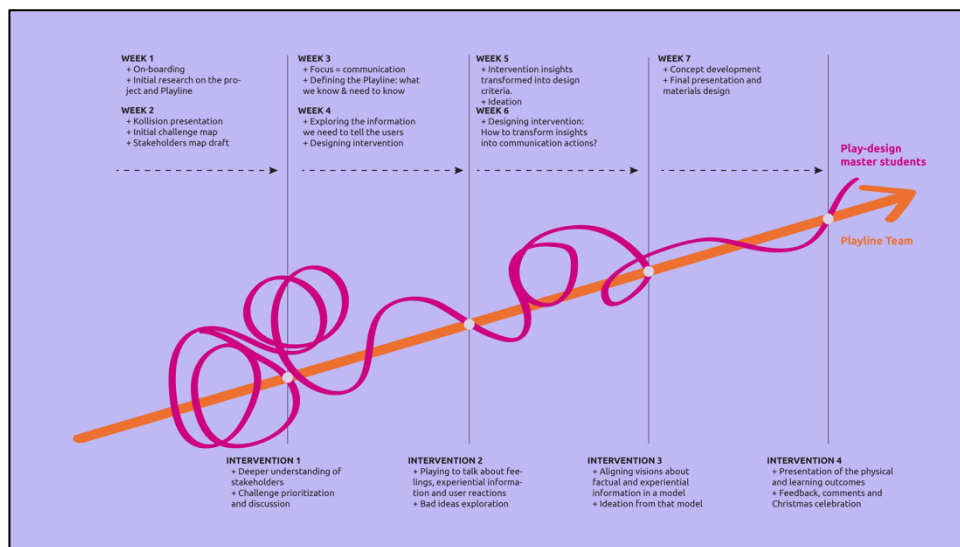 WEEK 1
+ On-boarding
+ Initial research on the pro-
ject and Playline
WEEK 2
+ Kollision presentation
+ Initial challenge map
+ Stakeholders map draft
WEEK 3
+ Focus = communication
+ Defining the Playline: what
we know & need to know
WEEK 4
+ Exploring the information
we need to tell the users
+ Designing intervention
WEEK 5
+ Intervention insights
transformed into design
criteria.
+ Ideation
WEEK 6
+ Designing intervention:
How to transform insights
into communication actions?
WEEK 7
+ Concept development
+ Final presentation and
materials design
Play-design
master students
Playline Team
INTERVENTION 1
+ Deeper understanding of
stakeholders
+ Challenge prioritization
and discussion
INTERVENTION 2
+ Playing to talk about fee-
lings, experiential informa-
tion and user reactions
+ Bad ideas exploration
INTERVENTION 3
+ Aligning visions about
factual and experiential
information in a model
+ Ideation from that model
INTERVENTION 4
+ Presentation of the physical
and learning outcomes
+ Feedback, comments and
Christmas celebration